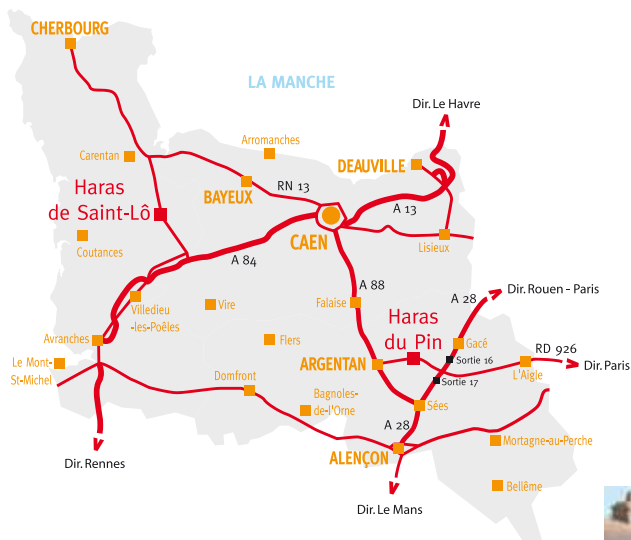 CHERBOURG
LA MANCHE
Dir. Le Havre
Arromanches
Carentan
DEAUVILLE
Haras
de Saint-Lô
BAYEUX
RN 13
A 13
CAEN
Coutances
Lisieux
A 84
A 88
A 28
Dir. Rouen - Paris
Villedieu
-les-Poêles
Vire
Falaise
Haras
du Pin
Avranches
Flers
Gacé
RD 926
Sortie 16
Le Mont-
St-Michel
ARGENTAN
L'Aigle
Dir. Paris
Domfront
Sortie 17
Bagnoles-
de-l'Orne
Sées
A 28
Mortagne-au-Perche
Dir. Rennes
ALENÇON
Bellême
Dir. Le Mans